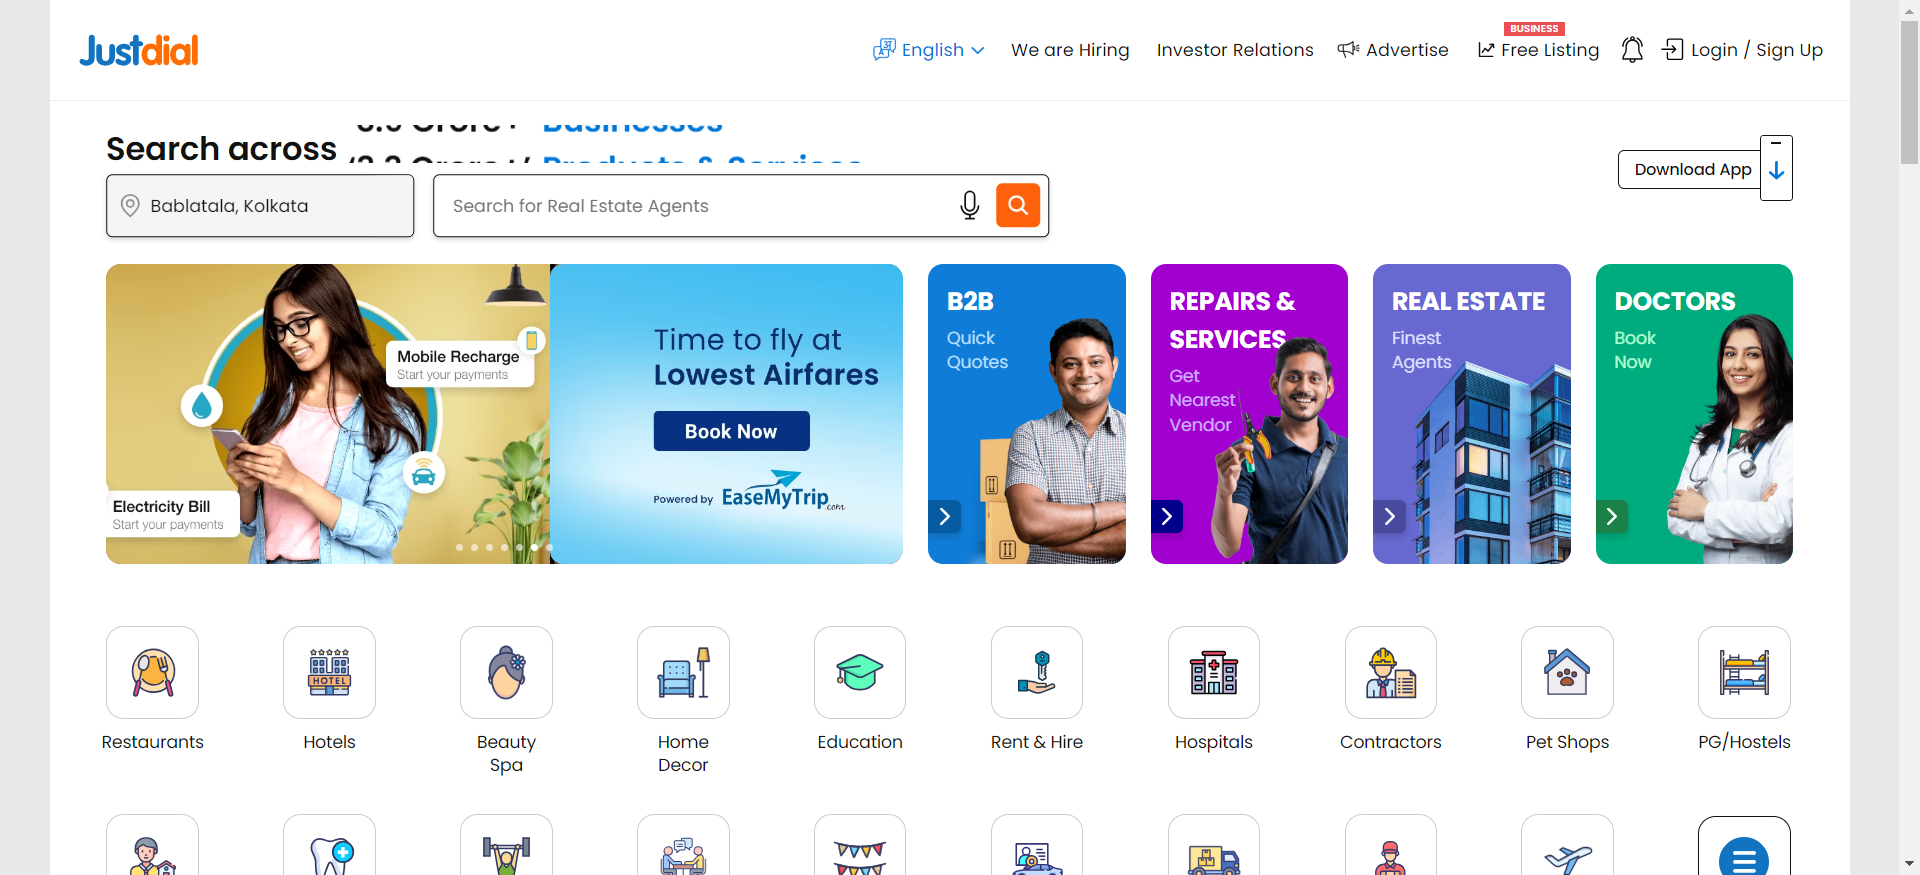 Justdial
English
We are Hiring
Investor Relations
Advertise
BUSINESS
Free Listing
Login / Sign Up
Search across
Businesses
Products & Services
Download App
Bablatala, Kolkata
Search for Real Estate Agents
Mobile Recharge
Start your payments
Electricity Bill
Start your payments
Time to fly at
Lowest Airfares
Book Now
Powered by EaseMyTrip.com
B2B
Quick
Quotes
REPAIRS &
SERVICES
Get
Nearest
Vendor
REAL ESTATE
Finest
Agents
DOCTORS
Book
Now
HOTEL
Restaurants
Hotels
Beauty
Spa
Home
Decor
Education
Rent & Hire
Hospitals
Contractors
Pet Shops
PG/Hostels